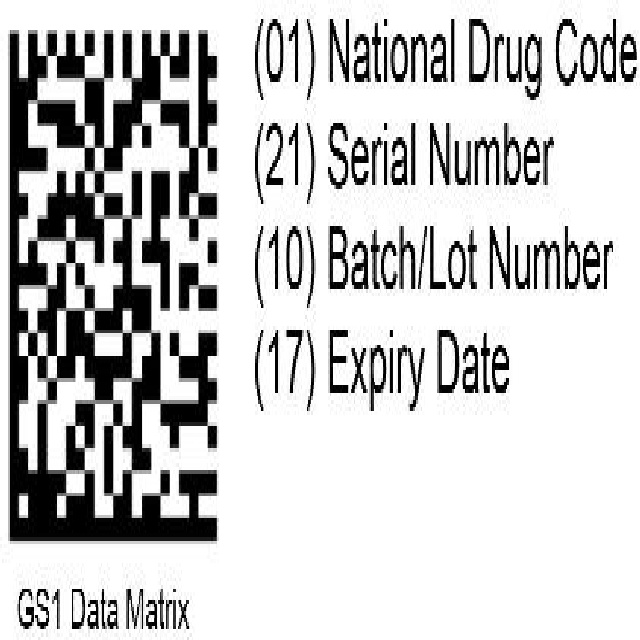 (01) National Drug Code
(21) Serial Number
(10) Batch/Lot Number
(17) Expiry Date
GS1 Data Matrix